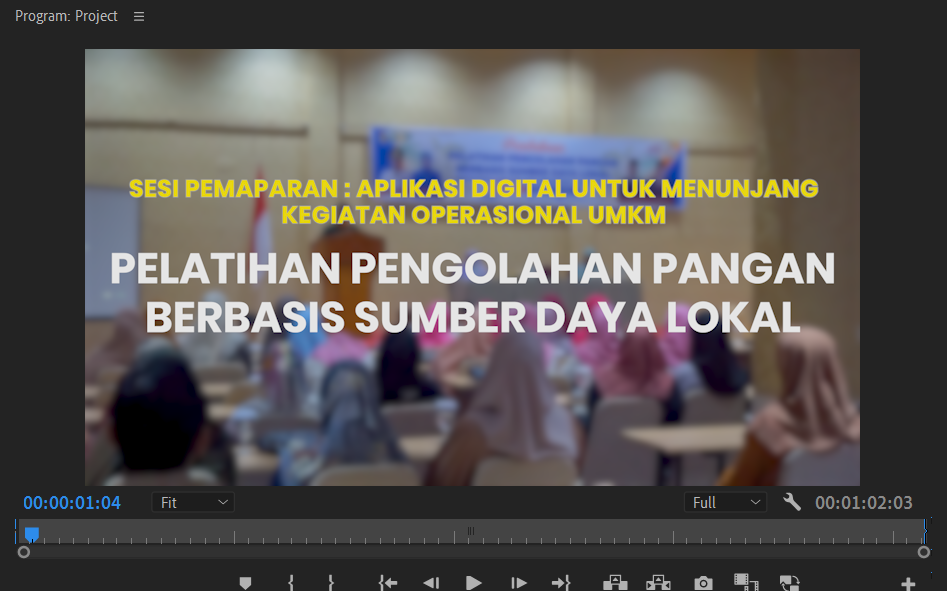 Program: Project
SESI PEMAPARAN : APLIKASI DIGITAL UNTUK MENUNJANG
KEGIATAN OPERASIONAL UMKM
PELATIHAN PENGOLAHAN PANGAN
BERBASIS SUMBER DAYA LOKAL
00:00:01:04
Fit
Full
00:01:02:03